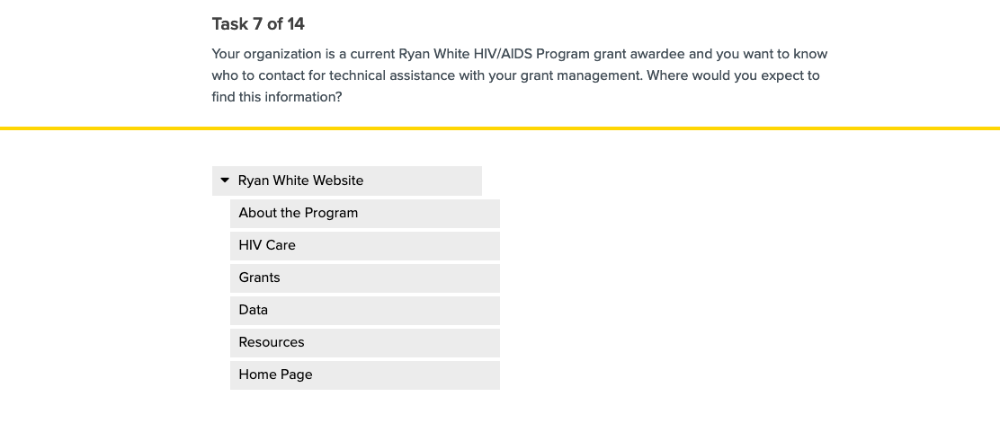 Task 7 of 14
Your organization is a current Ryan White HIV/AIDS Program grant awardee and you want to know
who to contact for technical assistance with your grant management. Where would you expect to
find this information?
Ryan White Website
About the Program
HIV Care
Grants
Data
Resources
Home Page